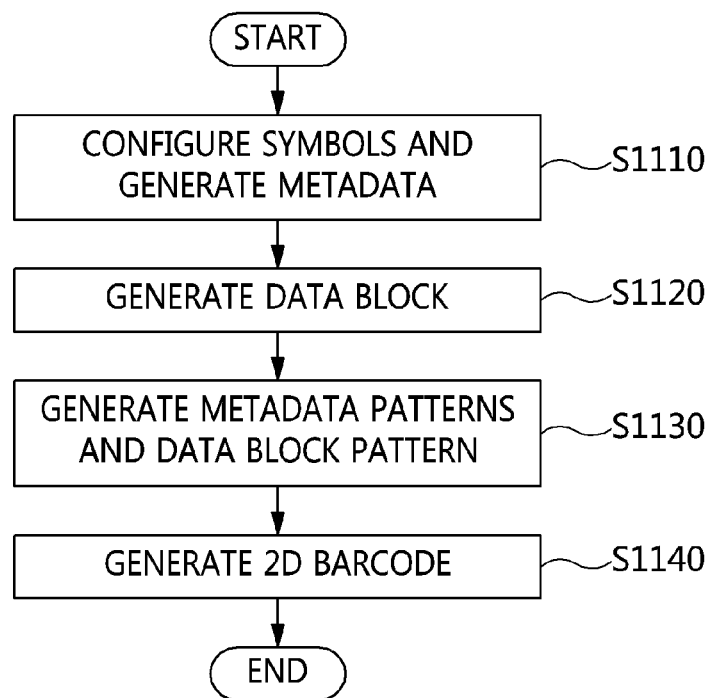 START
CONFIGURE SYMBOLS AND
GENERATE METADATA
S1110
GENERATE DATA BLOCK
S1120
GENERATE METADATA PATTERNS
AND DATA BLOCK PATTERN
S1130
GENERATE 2D BARCODE
S1140
END